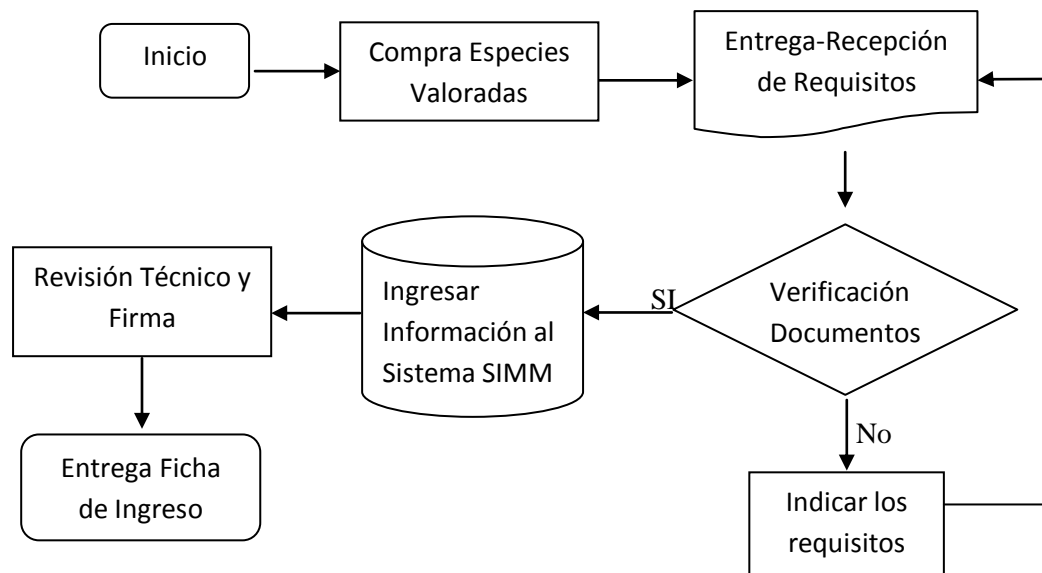 Inicio
Compra Especies
Valoradas
Entrega-Recepción
de Requisitos
Verificación
Documentos
SI
Ingresar
Información al
Sistema SIMM
Revisión Técnico y
Firma
Entrega Ficha
de Ingreso
No
Indicar los
requisitos